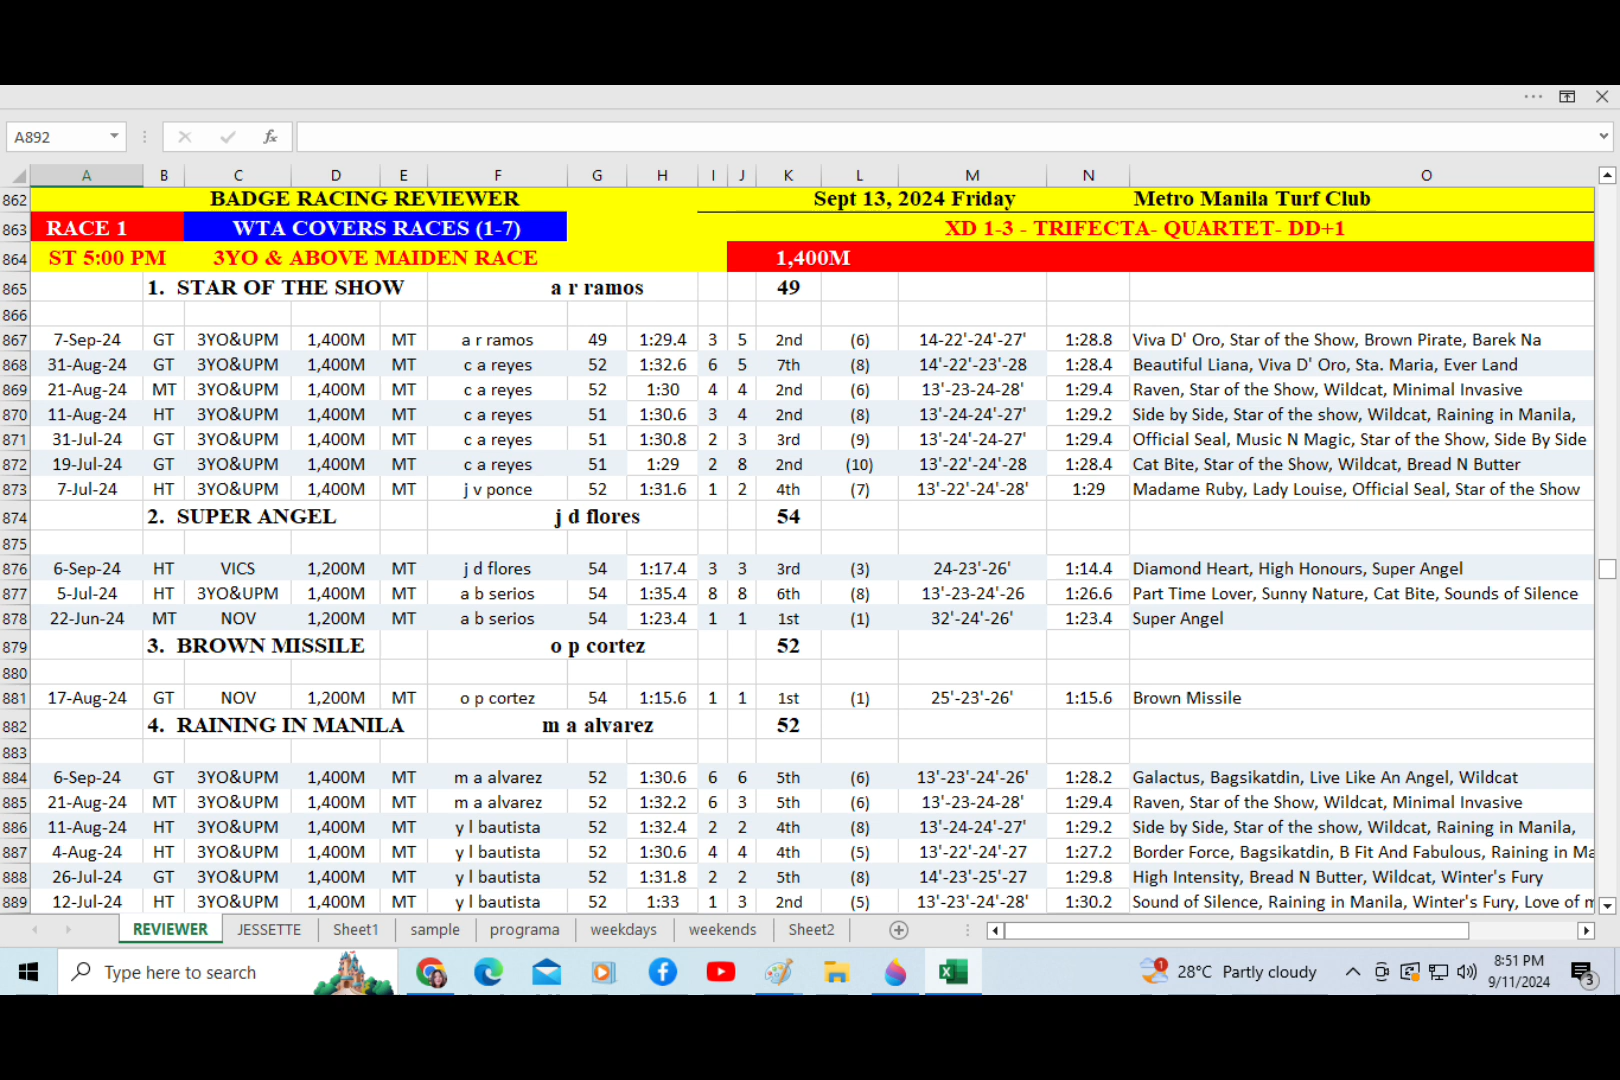 A892
fx
A B C D E F G H I J K L M N O
862 BADGE RACING REVIEWER Sept 13, 2024 Friday Metro Manila Turf Club
863 RACE 1 WTA COVERS RACES (1-7) XD 1-3 - TRIFECTA- QUARTET- DD+1
864 ST 5:00 PM 3YO & ABOVE MAIDEN RACE 1,400M
865 1. STAR OF THE SHOW a r ramos 49
866
867 7-Sep-24 GT 3YO&UPM 1,400M MT a r ramos 49 1:29.4 3 5 2nd (6) 14-22'-24'-27' 1:28.8 Viva D' Oro, Star of the Show, Brown Pirate, Barek Na
868 31-Aug-24 GT 3YO&UPM 1,400M MT c a reyes 52 1:32.6 6 5 7th (8) 14'-22'-23'-28 1:28.4 Beautiful Liana, Viva D' Oro, Sta. Maria, Ever Land
869 21-Aug-24 MT 3YO&UPM 1,400M MT c a reyes 52 1:30 4 4 2nd (6) 13'-23-24-28' 1:29.4 Raven, Star of the Show, Wildcat, Minimal Invasive
870 11-Aug-24 HT 3YO&UPM 1,400M MT c a reyes 51 1:30.6 3 4 2nd (8) 13'-24-24'-27' 1:29.2 Side by Side, Star of the show, Wildcat, Raining in Manila,
871 31-Jul-24 GT 3YO&UPM 1,400M MT c a reyes 51 1:30.8 2 3 3rd (9) 13'-24'-24-27' 1:29.4 Official Seal, Music N Magic, Star of the Show, Side By Side
872 19-Jul-24 GT 3YO&UPM 1,400M MT c a reyes 51 1:29 2 8 2nd (10) 13'-22'-24'-28 1:28.4 Cat Bite, Star of the Show, Wildcat, Bread N Butter
873 7-Jul-24 HT 3YO&UPM 1,400M MT j v ponce 52 1:31.6 1 2 4th (7) 13'-22'-24'-28' 1:29 Madame Ruby, Lady Louise, Official Seal, Star of the Show
874 2. SUPER ANGEL j d flores 54
875
876 6-Sep-24 HT VICS 1,200M MT j d flores 54 1:17.4 3 3 3rd (3) 24-23'-26' 1:14.4 Diamond Heart, High Honours, Super Angel
877 5-Jul-24 HT 3YO&UPM 1,400M MT a b serios 54 1:35.4 8 8 6th (8) 13'-23-24'-26 1:26.6 Part Time Lover, Sunny Nature, Cat Bite, Sounds of Silence
878 22-Jun-24 MT NOV 1,200M MT a b serios 54 1:23.4 1 1 1st (1) 32'-24'-26' 1:23.4 Super Angel
879 3. BROWN MISSILE o p cortez 52
880
881 17-Aug-24 GT NOV 1,200M MT o p cortez 54 1:15.6 1 1 1st (1) 25'-23'-26' 1:15.6 Brown Missile
882 4. RAINING IN MANILA m a alvarez 52
883
884 6-Sep-24 GT 3YO&UPM 1,400M MT m a alvarez 52 1:30.6 6 6 5th (6) 13'-23'-24'-26' 1:28.2 Galactus, Bagsikatdin, Live Like An Angel, Wildcat
885 21-Aug-24 MT 3YO&UPM 1,400M MT m a alvarez 52 1:32.2 6 3 5th (6) 13'-23-24-28' 1:29.4 Raven, Star of the Show, Wildcat, Minimal Invasive
886 11-Aug-24 HT 3YO&UPM 1,400M MT y l bautista 52 1:32.4 2 2 4th (8) 13'-24-24'-27' 1:29.2 Side by Side, Star of the show, Wildcat, Raining in Manila,
887 4-Aug-24 HT 3YO&UPM 1,400M MT y l bautista 52 1:30.6 4 4 4th (5) 13'-22'-24'-27 1:27.2 Border Force, Bagsikatdin, B Fit And Fabulous, Raining in Ma
888 26-Jul-24 GT 3YO&UPM 1,400M MT y l bautista 52 1:31.8 2 2 5th (8) 14'-23'-25'-27 1:29.8 High Intensity, Bread N Butter, Wildcat, Winter's Fury
889 12-Jul-24 HT 3YO&UPM 1,400M MT y l bautista 52 1:33 1 3 2nd (5) 13'-23'-24'-28' 1:30.2 Sound of Silence, Raining in Manila, Winter's Fury, Love of m
REVIEWER JESSETTE Sheet1 sample programa weekdays weekends Sheet2
Type here to search 1 28°C Partly cloudy 8:51 PM
9/11/2024 3